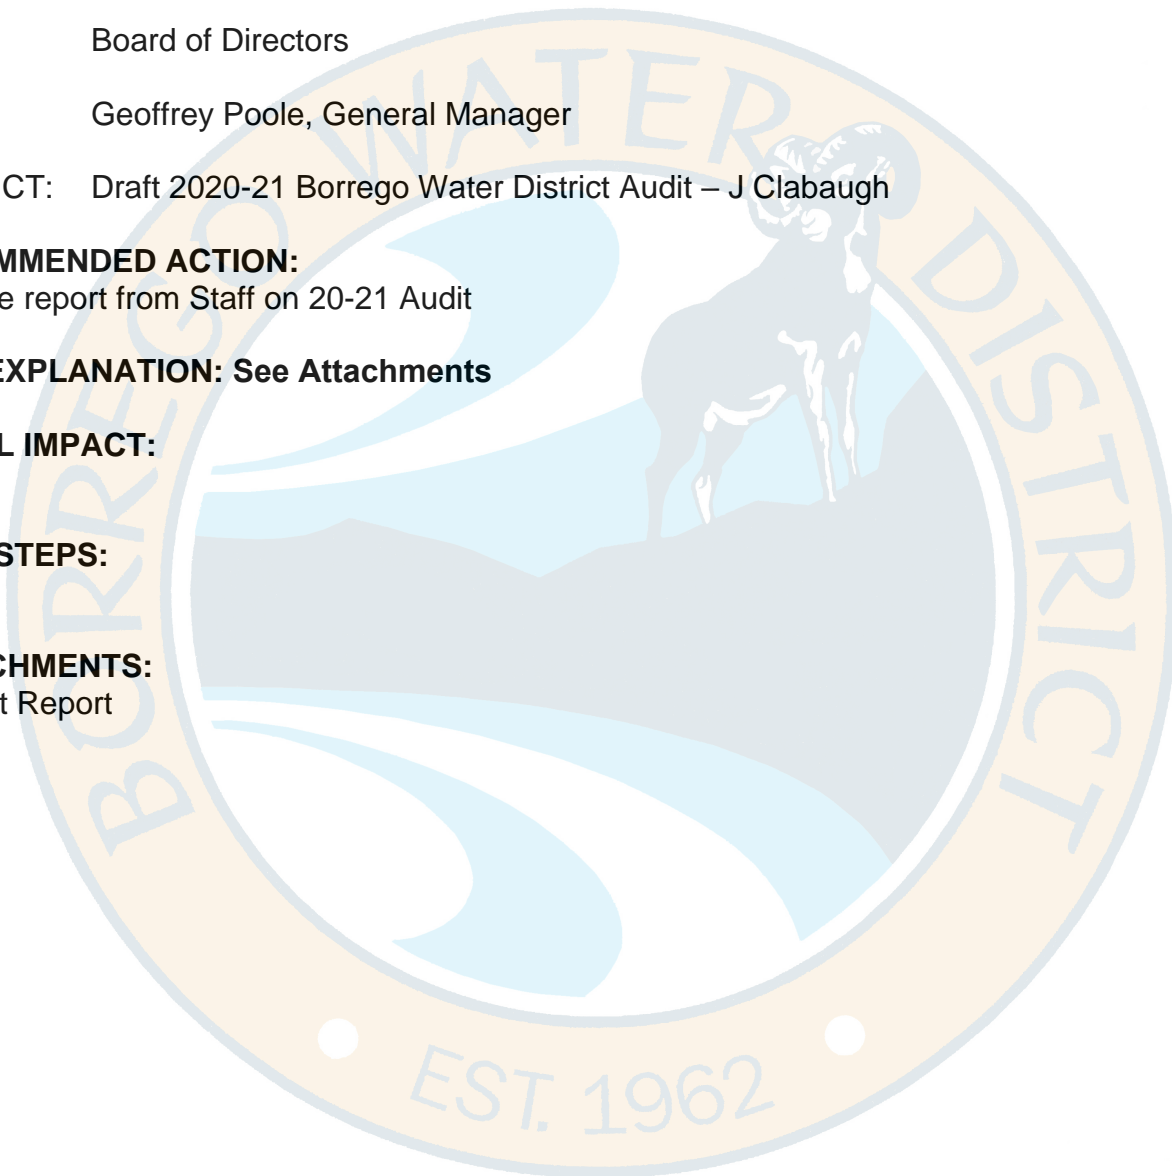 Board of Directors
Geoffrey Poole, General Manager
CT: Draft 2020-21 Borrego Water District Audit – J Clabaugh
MMENDED ACTION:
e report from Staff on 20-21 Audit
EXPLANATION: See Attachments
L IMPACT:
STEPS:
CHMENTS:
t Report
BORREGO WATER DISTRICT
EST. 1962